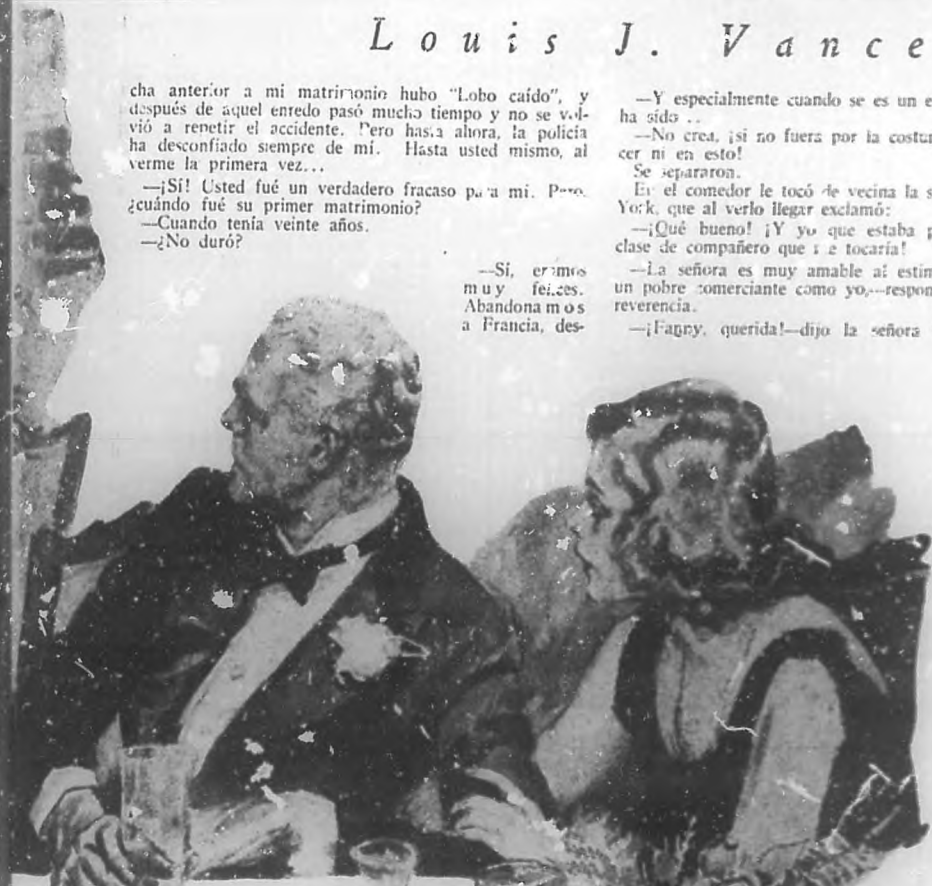 Louis J. Vance
cha anterior a mi matrimonio hubo "Lobo caído", y
después de aquel enredo pasó mucho tiempo y no se vol-
vió a repetir el accidente. Pero hasta ahora, la policía
ha desconfiado siempre de mí. Hasta usted mismo, al
verme la primera vez...
—¡Sí! Usted fué un verdadero fracaso para mí. Pero,
¿cuándo fué su primer matrimonio?
—Cuando tenía veinte años.
—¿No duró?
—Sí, eramos
muy felices.
Abandonamos
a Francia, des-
—Y especialmente cuando se es un e
ha sido ..
—No crea, ¡si no fuera por la costum
cer ni en esto!
Se separaron.
En el comedor le tocó de vecina la s
York, que al verlo llegar exclamó:
—¡Qué bueno! ¡Y yo que estaba p
clase de compañero que me tocaría!
—La señora es muy amable al estim
un pobre comerciante como yo,—respon
reverencia.
—¡Fanny, querida!—dijo la señora